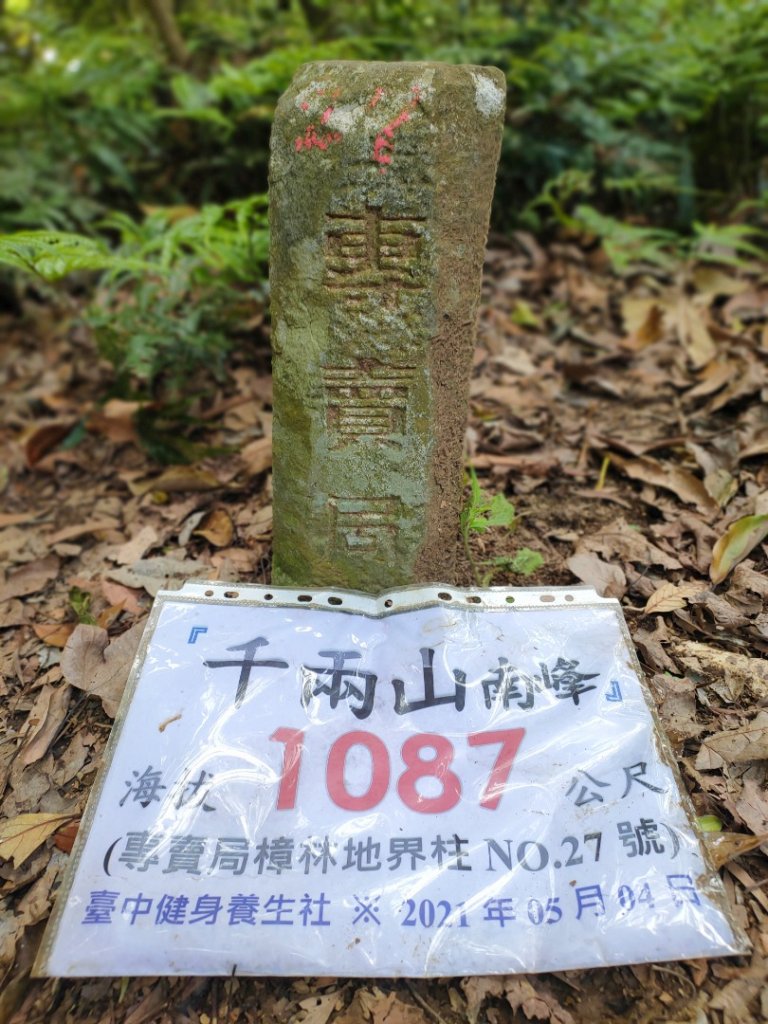 專
賣
局
『千兩山南峰』
海拔 1087 公尺
(專賣局樟林地界柱 NO.27 號)
臺中健身養生社 ※ 2021 年 05 月 04 日